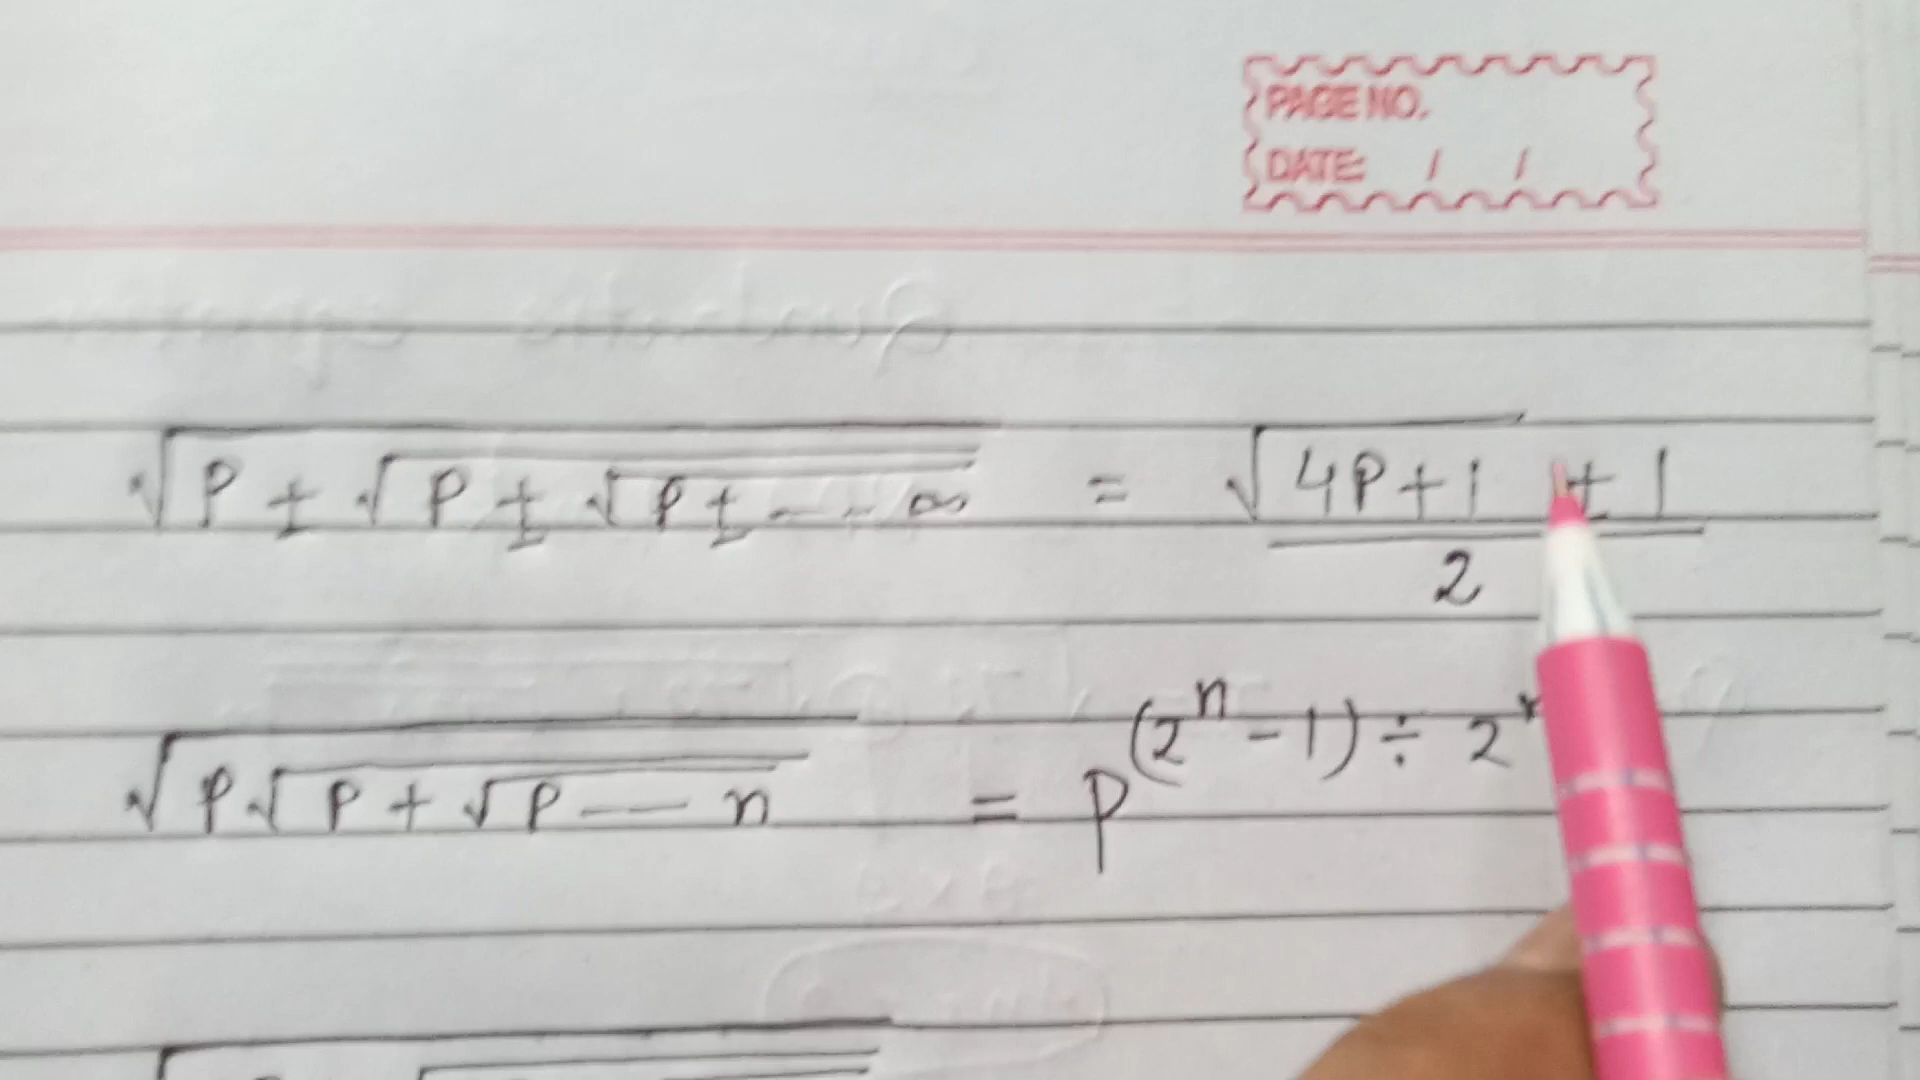 PAGE NO.
DATE: / /
√P ± √P ± √P ± --- ∞ = √4P+1 ± 1
2
√P√P + √P --- n = P^(2^n - 1) ÷ 2